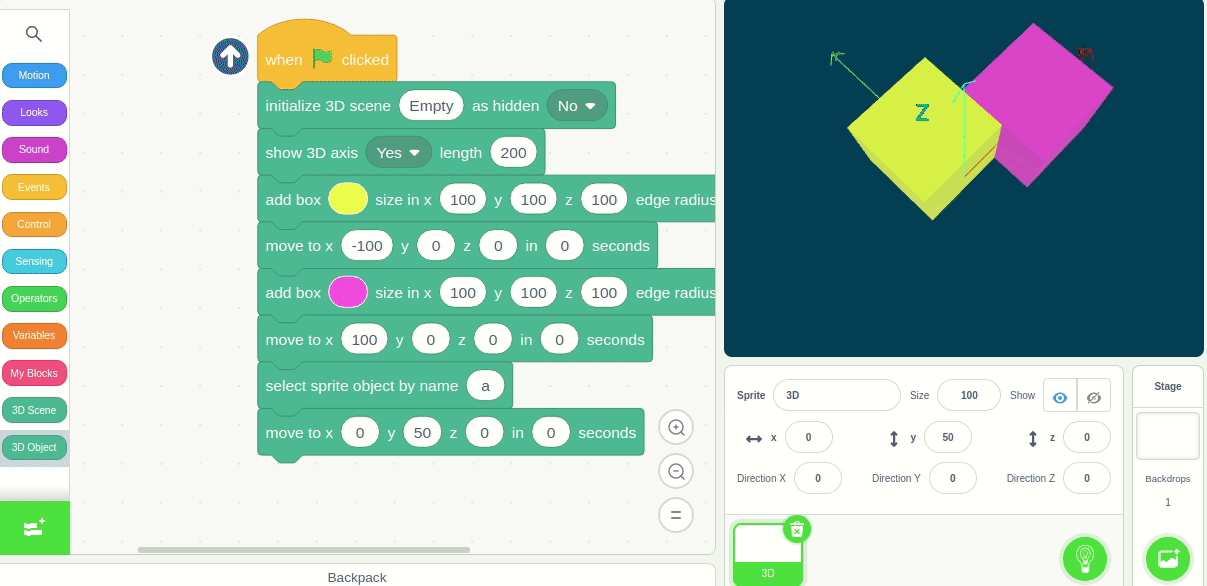 Motion
Looks
Sound
Events
Control
Sensing
Operators
Variables
My Blocks
3D Scene
3D Object
when clicked
initialize 3D scene Empty as hidden No
show 3D axis Yes length 200
add box size in x 100 y 100 z 100 edge radius
move to x -100 y 0 z 0 in 0 seconds
add box size in x 100 y 100 z 100 edge radius
move to x 100 y 0 z 0 in 0 seconds
select sprite object by name a
move to x 0 y 50 z 0 in 0 seconds
Backpack
Z
Sprite 3D Size 100 Show
x 0 y 50 z 0
Direction X 0 Direction Y 0 Direction Z 0
3D
Stage
Backdrops
1